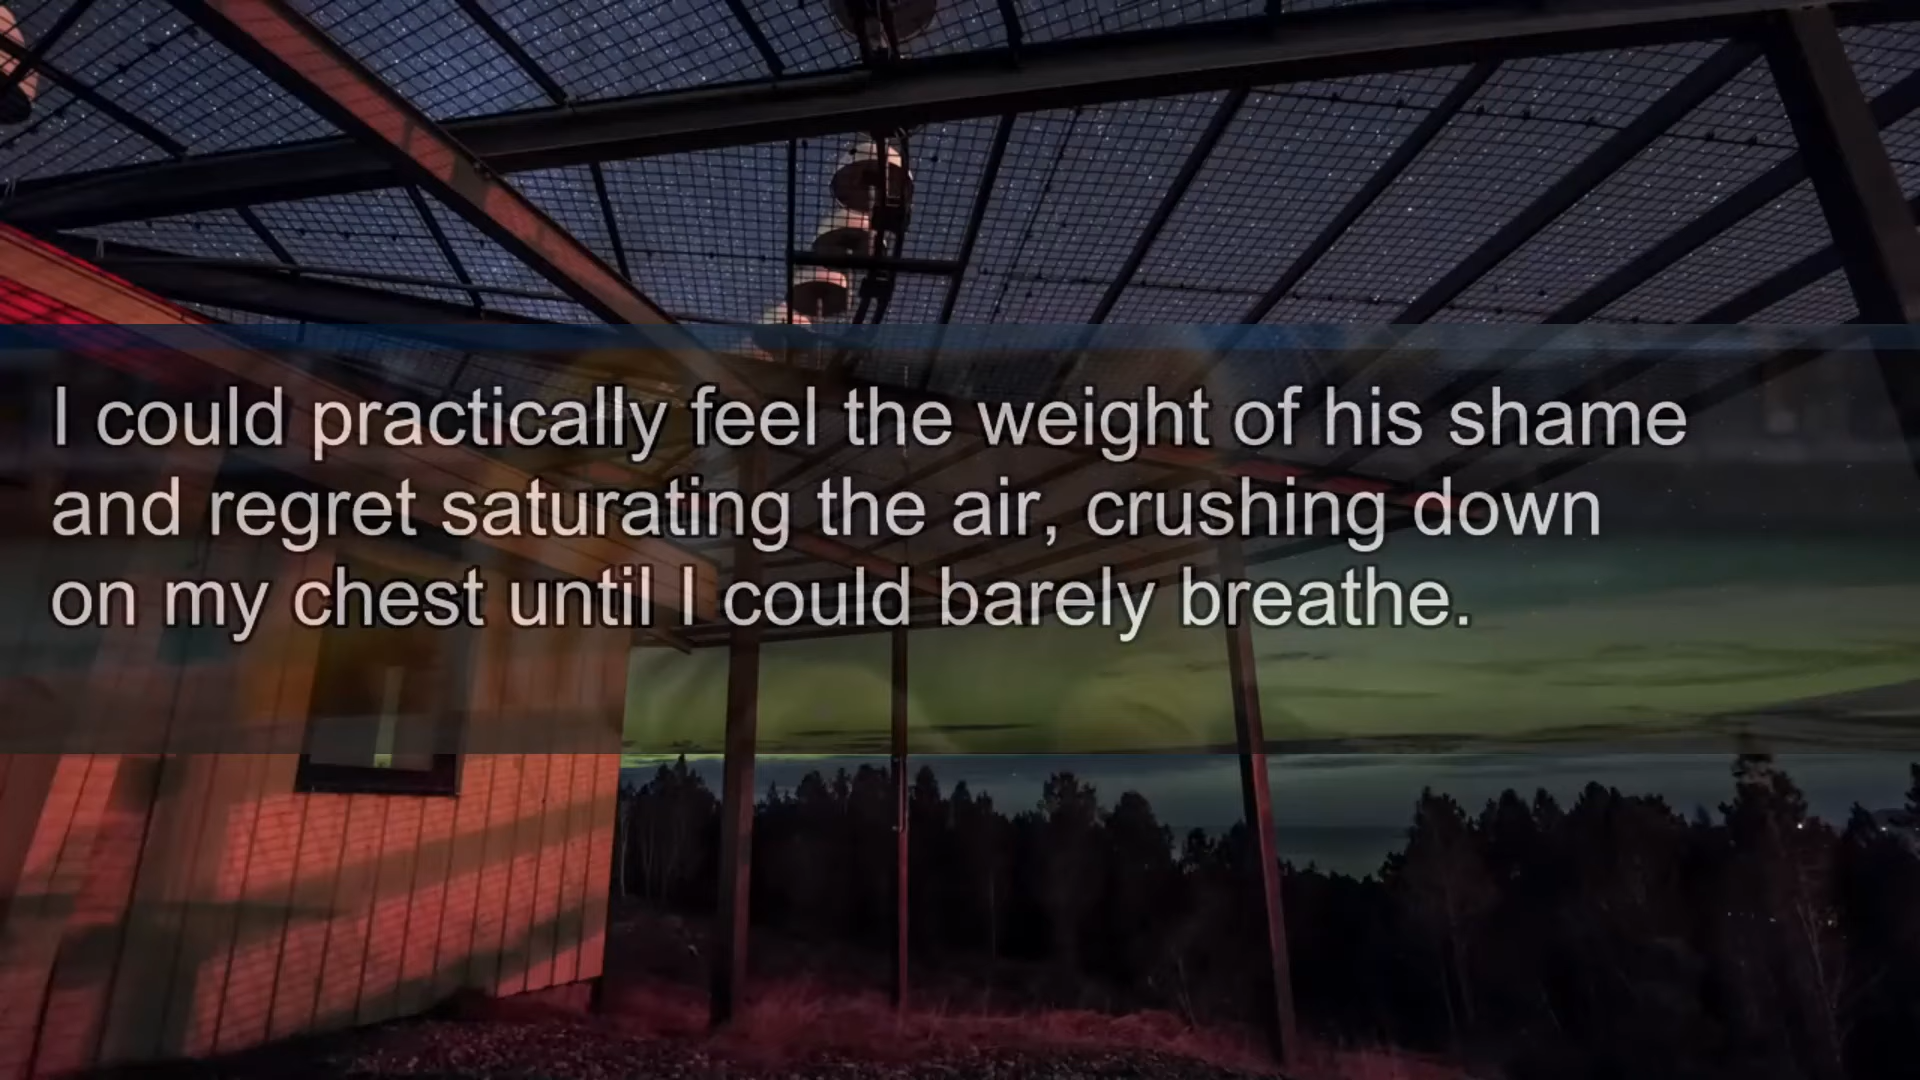 I could practically feel the weight of his shame
and regret saturating the air, crushing down
on my chest until I could barely breathe.